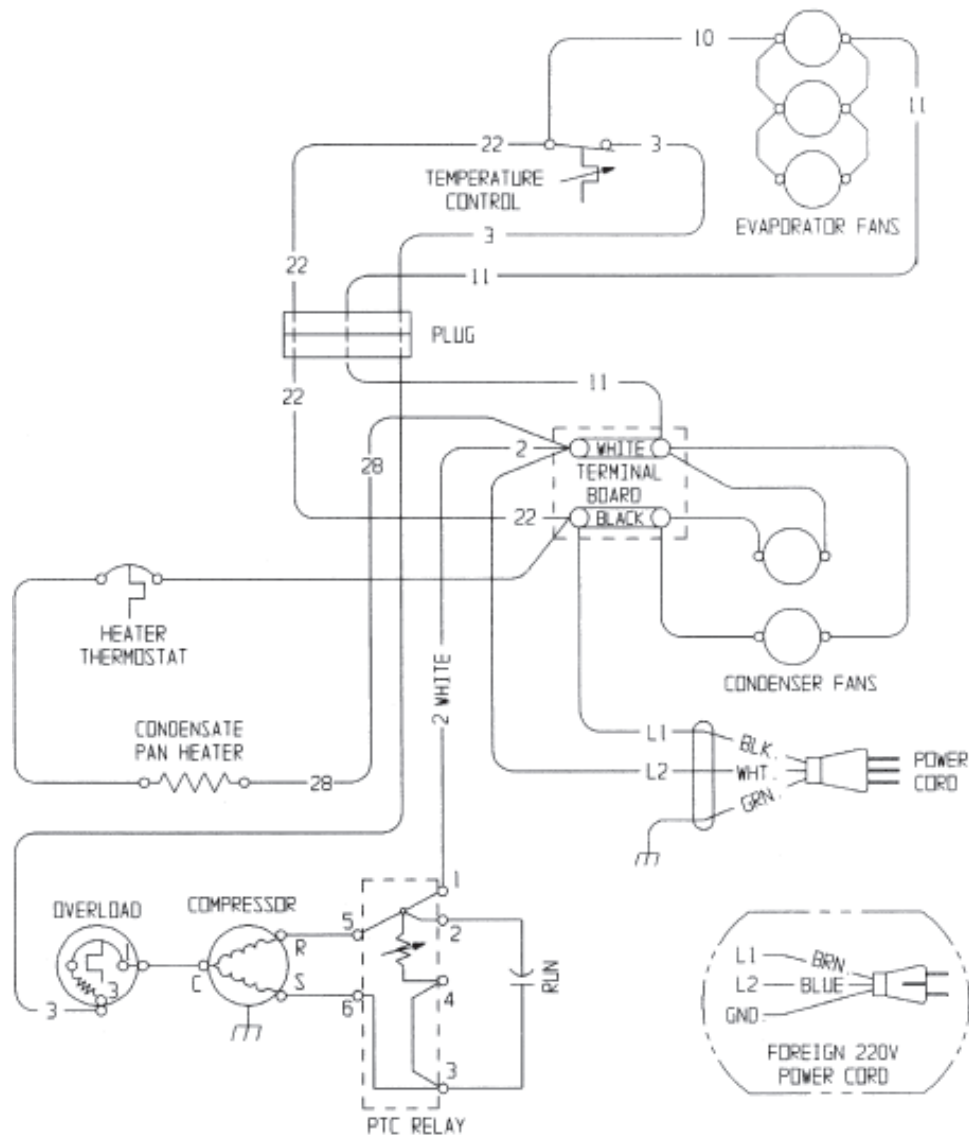 10
11
22
3
TEMPERATURE
CONTROL
EVAPORATOR FANS
3
22
11
PLUG
22
11
28
2
WHITE
TERMINAL
BOARD
22
BLACK
HEATER
THERMOSTAT
2 WHITE
CONDENSER FANS
CONDENSATE
PAN HEATER
28
L1
BLK.
L2
WHT.
GRN.
POWER
CORD
OVERLOAD
COMPRESSOR
1
5
2
R
1
3
C
S
6
4
RUN
3
3
PTC RELAY
L1
BRN.
L2
BLUE
GND.
FOREIGN 220V
POWER CORD